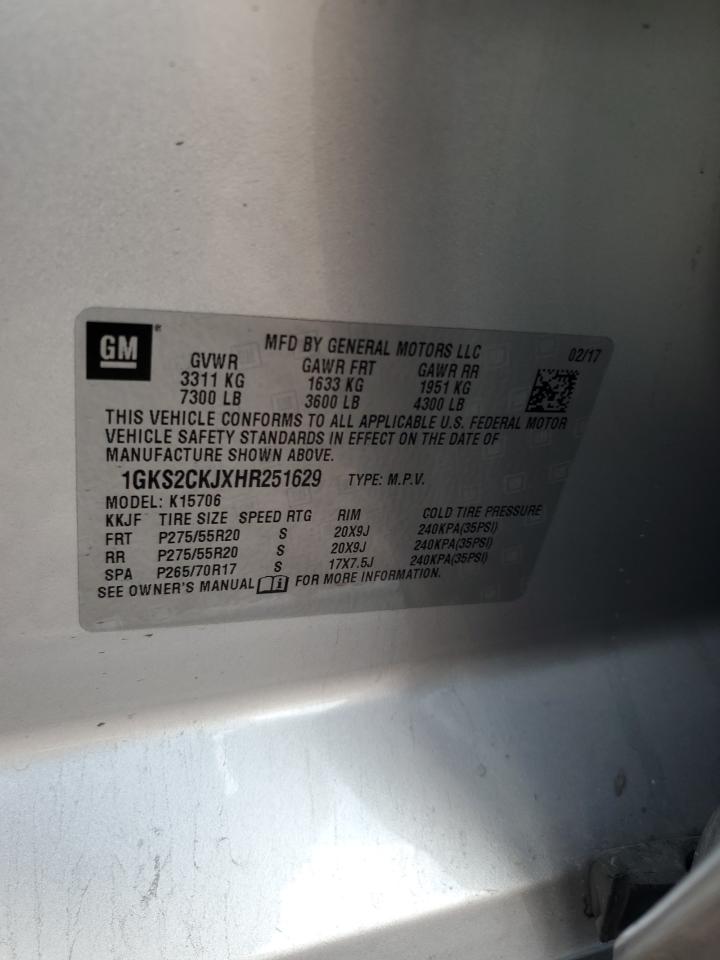 GM ®
MFD BY GENERAL MOTORS LLC 02/17
GVWR GAWR FRT GAWR RR
3311 KG 1633 KG 1951 KG
7300 LB 3600 LB 4300 LB
THIS VEHICLE CONFORMS TO ALL APPLICABLE U.S. FEDERAL MOTOR
VEHICLE SAFETY STANDARDS IN EFFECT ON THE DATE OF
MANUFACTURE SHOWN ABOVE.
1GKS2CKJXHR251629 TYPE: M.P.V.
MODEL: K15706
KKJF TIRE SIZE SPEED RTG RIM COLD TIRE PRESSURE
FRT P275/55R20 S 20X9J 240KPA(35PSI)
RR P275/55R20 S 20X9J 240KPA(35PSI)
SPA P265/70R17 S 17X7.5J 240KPA(35PSI)
SEE OWNER'S MANUAL FOR MORE INFORMATION.